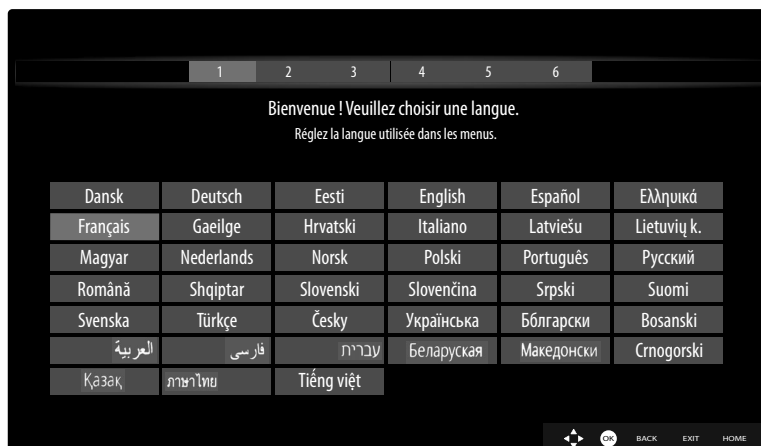 1 2 3 4 5 6
Bienvenue ! Veuillez choisir une langue.
Réglez la langue utilisée dans les menus.
Dansk Deutsch Eesti English Español Ελληυικά
Français Gaeilge Hrvatski Italiano Latviešu Lietuvių k.
Magyar Nederlands Norsk Polski Português Русский
Română Shqiptar Slovenski Slovenčina Srpski Suomi
Svenska Türkçe Česky Українська Бблгарски Bosanski
العربية فارسی עברית Беларуская Македонски Crnogorski
Қазақ ภาษาไทย Tiếng việt
OK BACK EXIT HOME